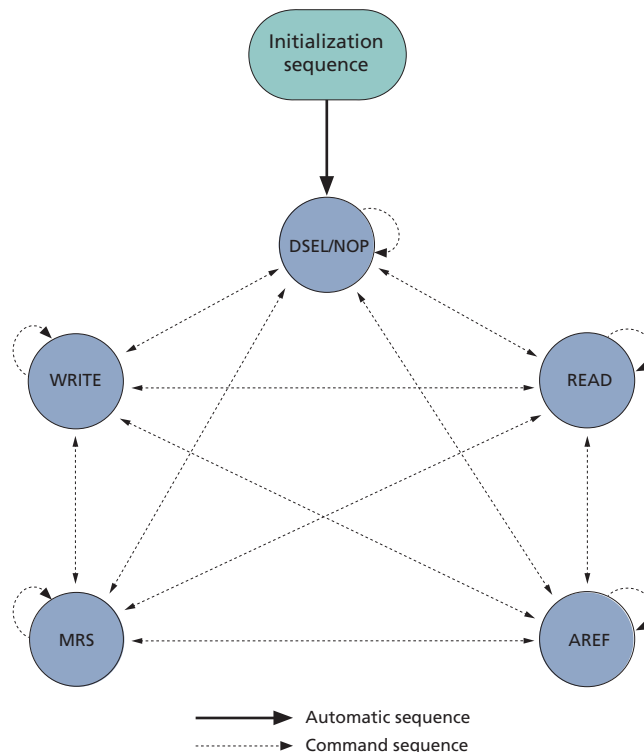 Initialization
sequence
DSEL/NOP
WRITE
READ
MRS
AREF
Automatic sequence
Command sequence